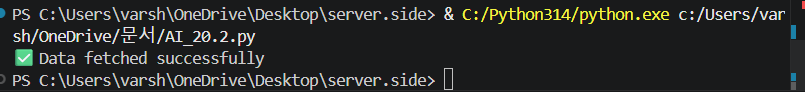 PS C:\Users\varsh\OneDrive\Desktop\server.side> & C:/Python314/python.exe c:/Users/var
sh/OneDrive/문서/AI_20.2.py
✅ Data fetched successfully
PS C:\Users\varsh\OneDrive\Desktop\server.side>